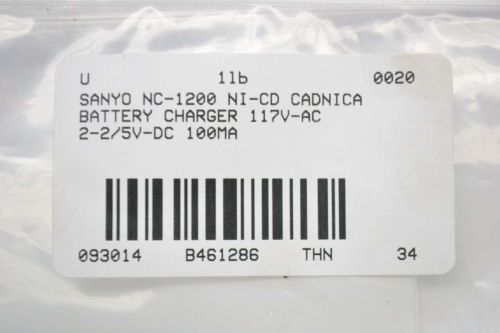 U 1lb 0020
SANYO NC-1200 NI-CD CADNICA
BATTERY CHARGER 117V-AC
2-2/5V-DC 100MA
093014 B461286 THN 34